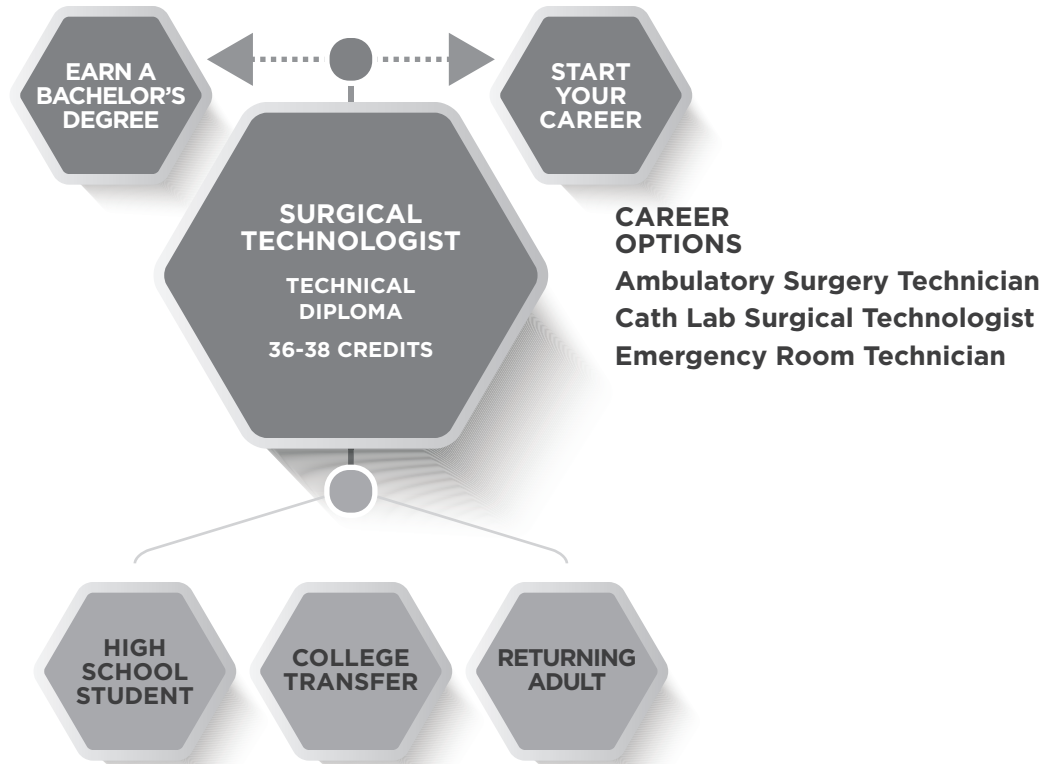 EARN A
BACHELOR'S
DEGREE
START
YOUR
CAREER
SURGICAL
TECHNOLOGIST
TECHNICAL
DIPLOMA
36-38 CREDITS
CAREER
OPTIONS
Ambulatory Surgery Technician
Cath Lab Surgical Technologist
Emergency Room Technician
HIGH
SCHOOL
STUDENT
COLLEGE
TRANSFER
RETURNING
ADULT